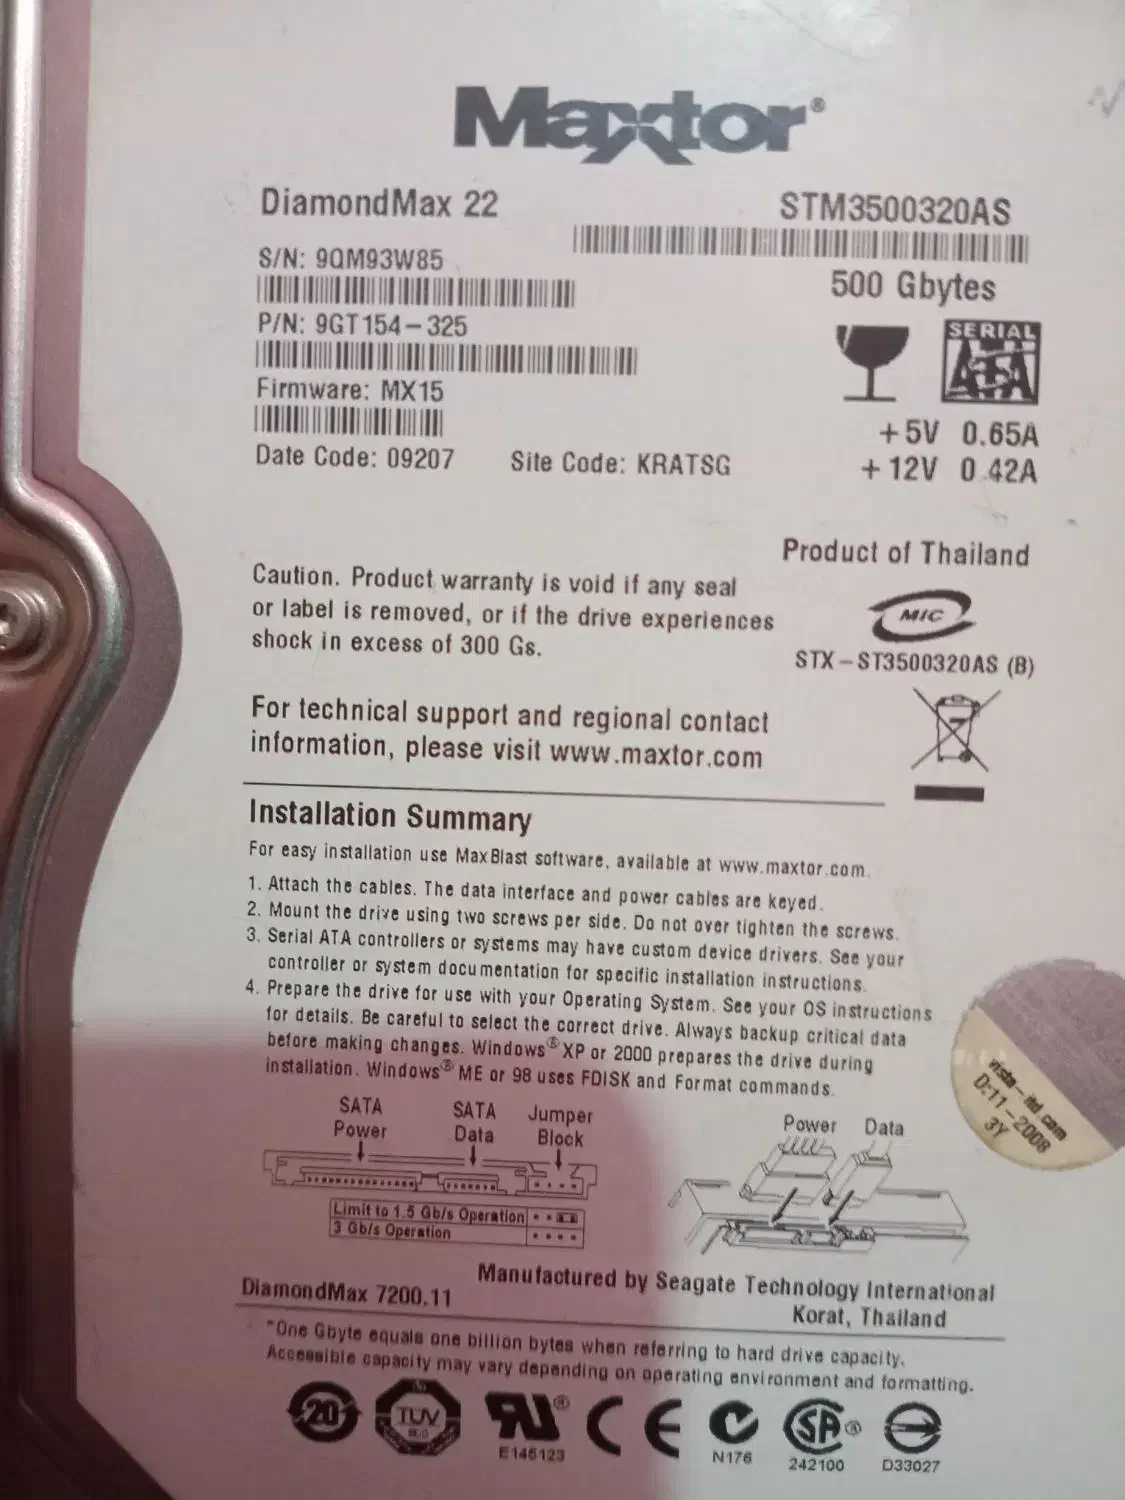 Maxtor®
DiamondMax 22
STM3500320AS
S/N: 9QM93W85
500 Gbytes
P/N: 9GT154-325
SERIAL
ATA
Firmware: MX15
+5V 0.65A
Date Code: 09207
Site Code: KRATSG
+12V 0.42A
Product of Thailand
Caution. Product warranty is void if any seal
or label is removed, or if the drive experiences
shock in excess of 300 Gs.
MIC
STX-ST3500320AS (B)
For technical support and regional contact
information, please visit www.maxtor.com
Installation Summary
For easy installation use MaxBlast software, available at www.maxtor.com.
1. Attach the cables. The data interface and power cables are keyed.
2. Mount the drive using two screws per side. Do not over tighten the screws.
3. Serial ATA controllers or systems may have custom device drivers. See your
controller or system documentation for specific installation instructions.
4. Prepare the drive for use with your Operating System. See your OS instructions
for details. Be careful to select the correct drive. Always backup critical data
before making changes. Windows® XP or 2000 prepares the drive during
installation. Windows® ME or 98 uses FDISK and Format commands.
vista-itd.com
D:11-2008
3Y
SATA
Power
SATA
Data
Jumper
Block
Power
Data
Limit to 1.5 Gb/s Operation
3 Gb/s Operation
Manufactured by Seagate Technology International
Korat, Thailand
DiamondMax 7200.11
*One Gbyte equals one billion bytes when referring to hard drive capacity.
Accessible capacity may vary depending on operating environment and formatting.
20
TUV
RU®
CE
SA®
E145123
N176
242100
D33027